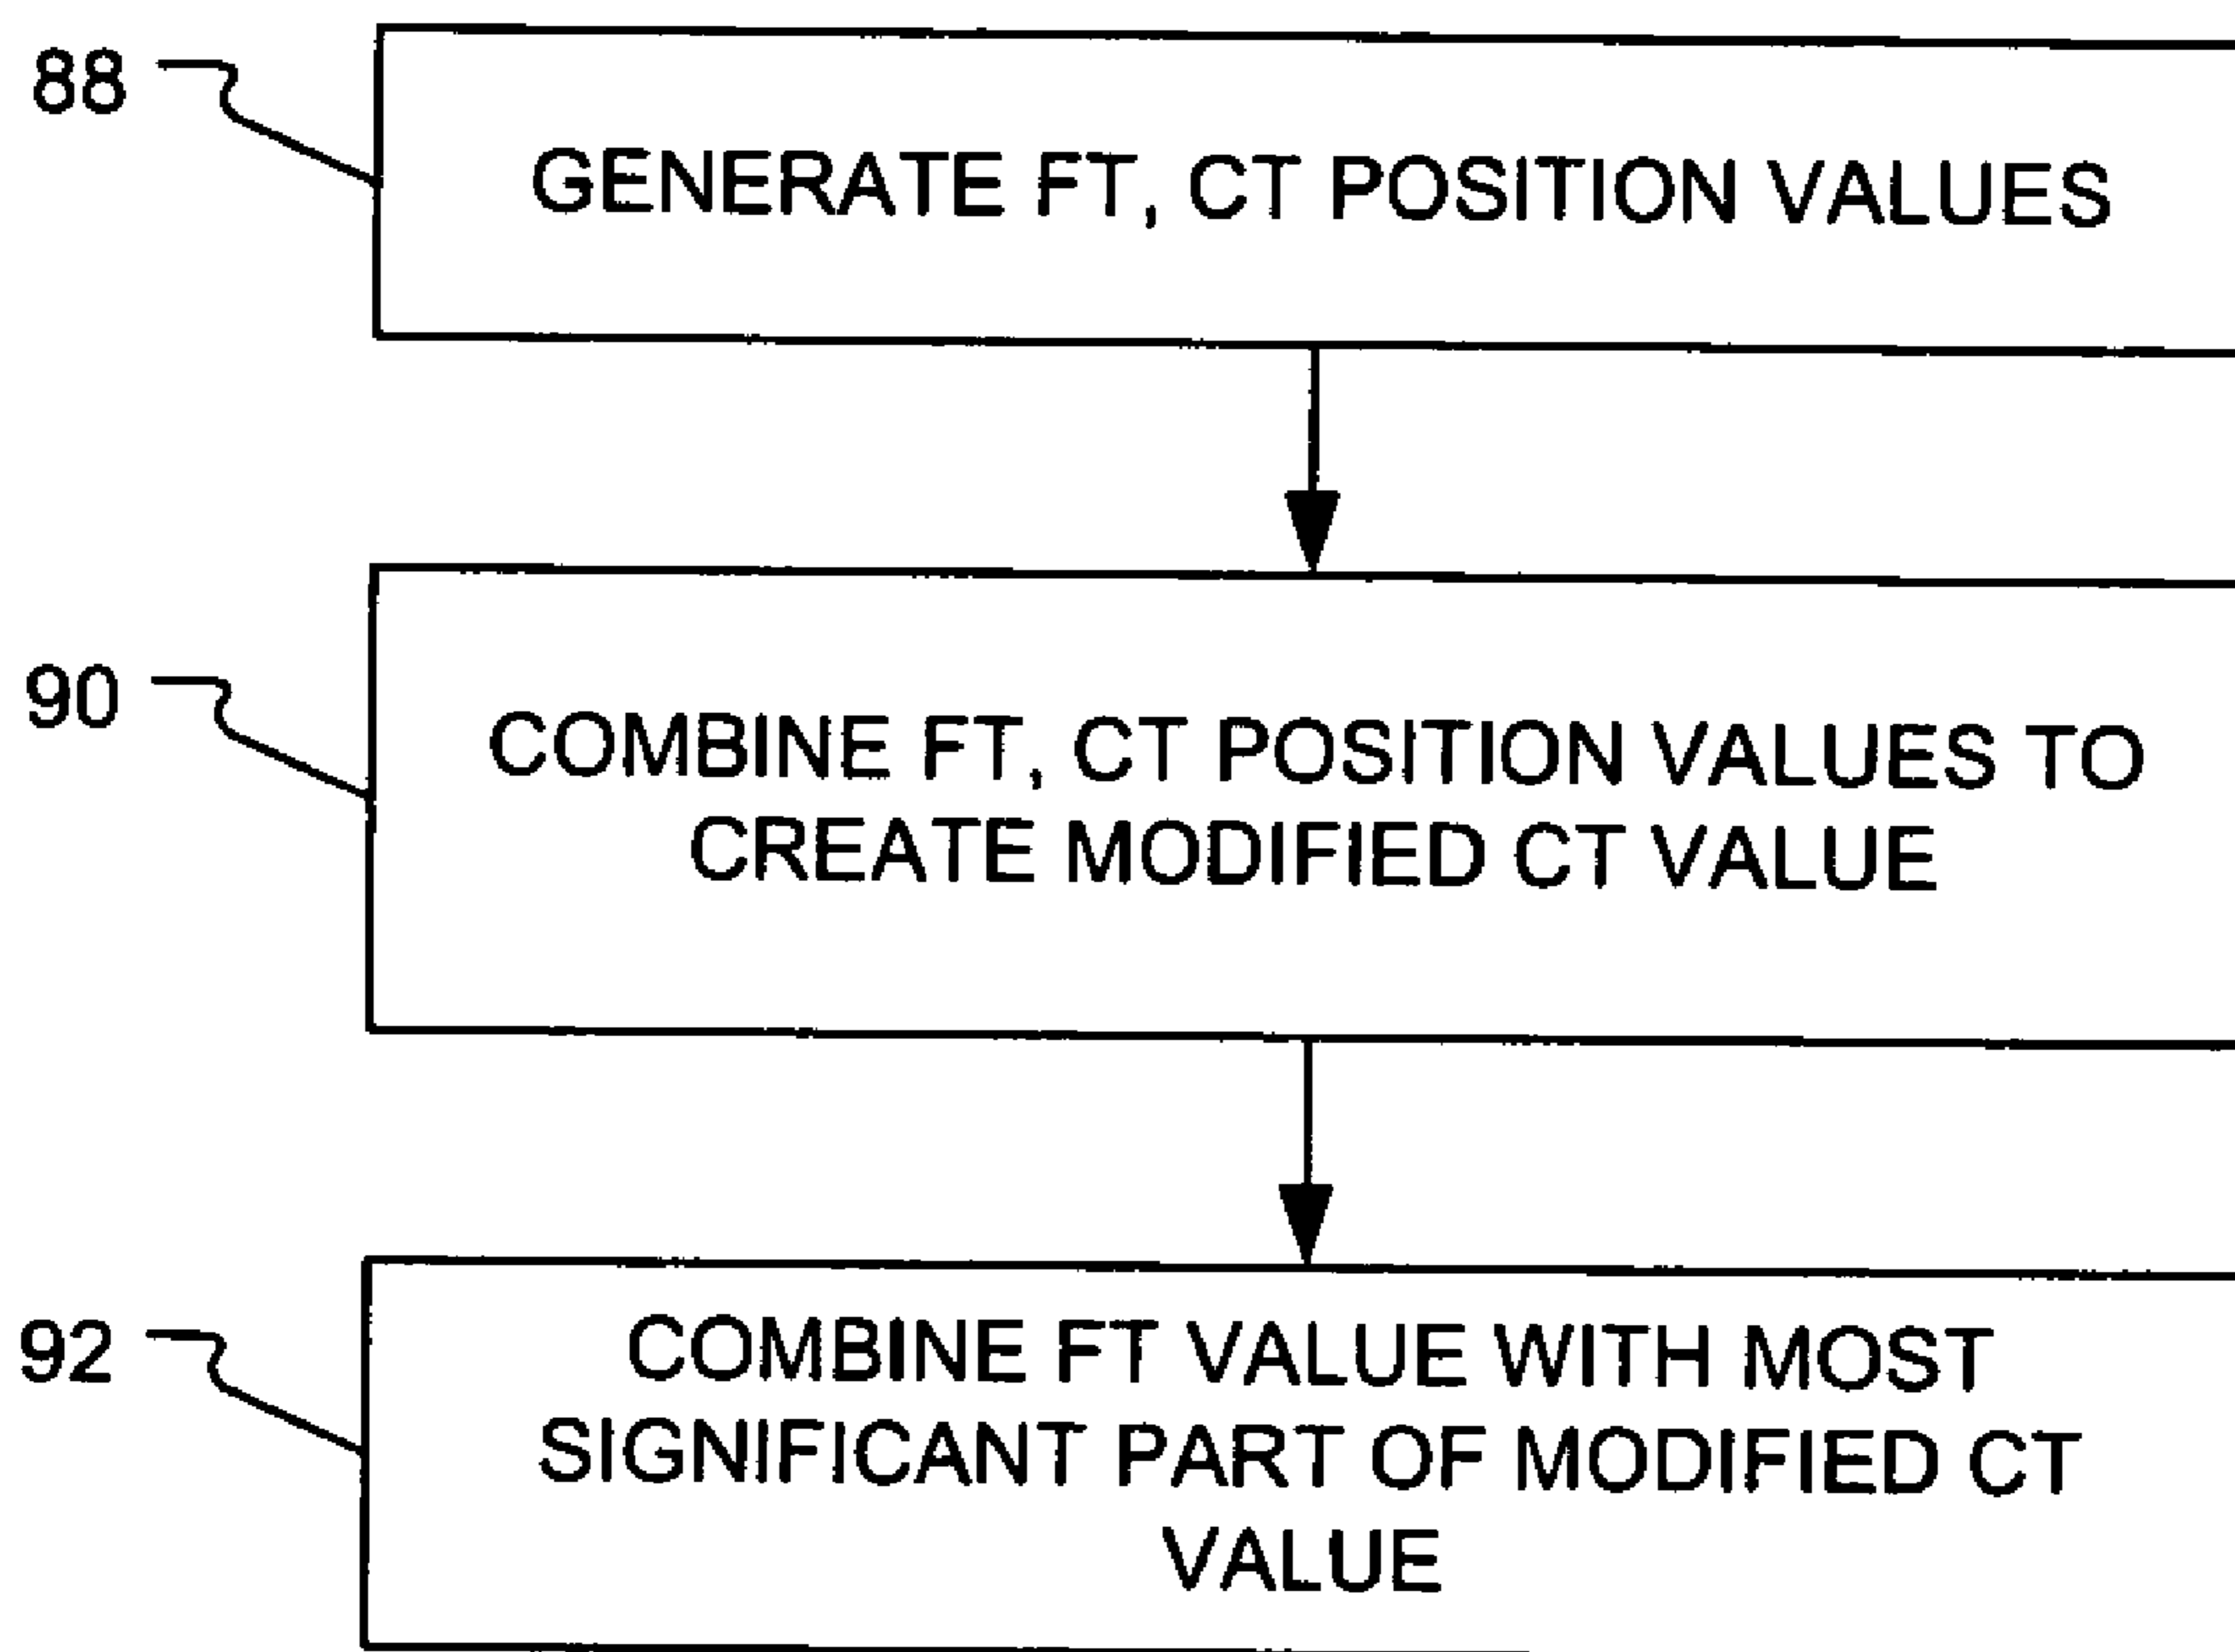 88
GENERATE FT, CT POSITION VALUES
90
COMBINE FT, CT POSITION VALUES TO
CREATE MODIFIED CT VALUE
92
COMBINE FT VALUE WITH MOST
SIGNIFICANT PART OF MODIFIED CT
VALUE